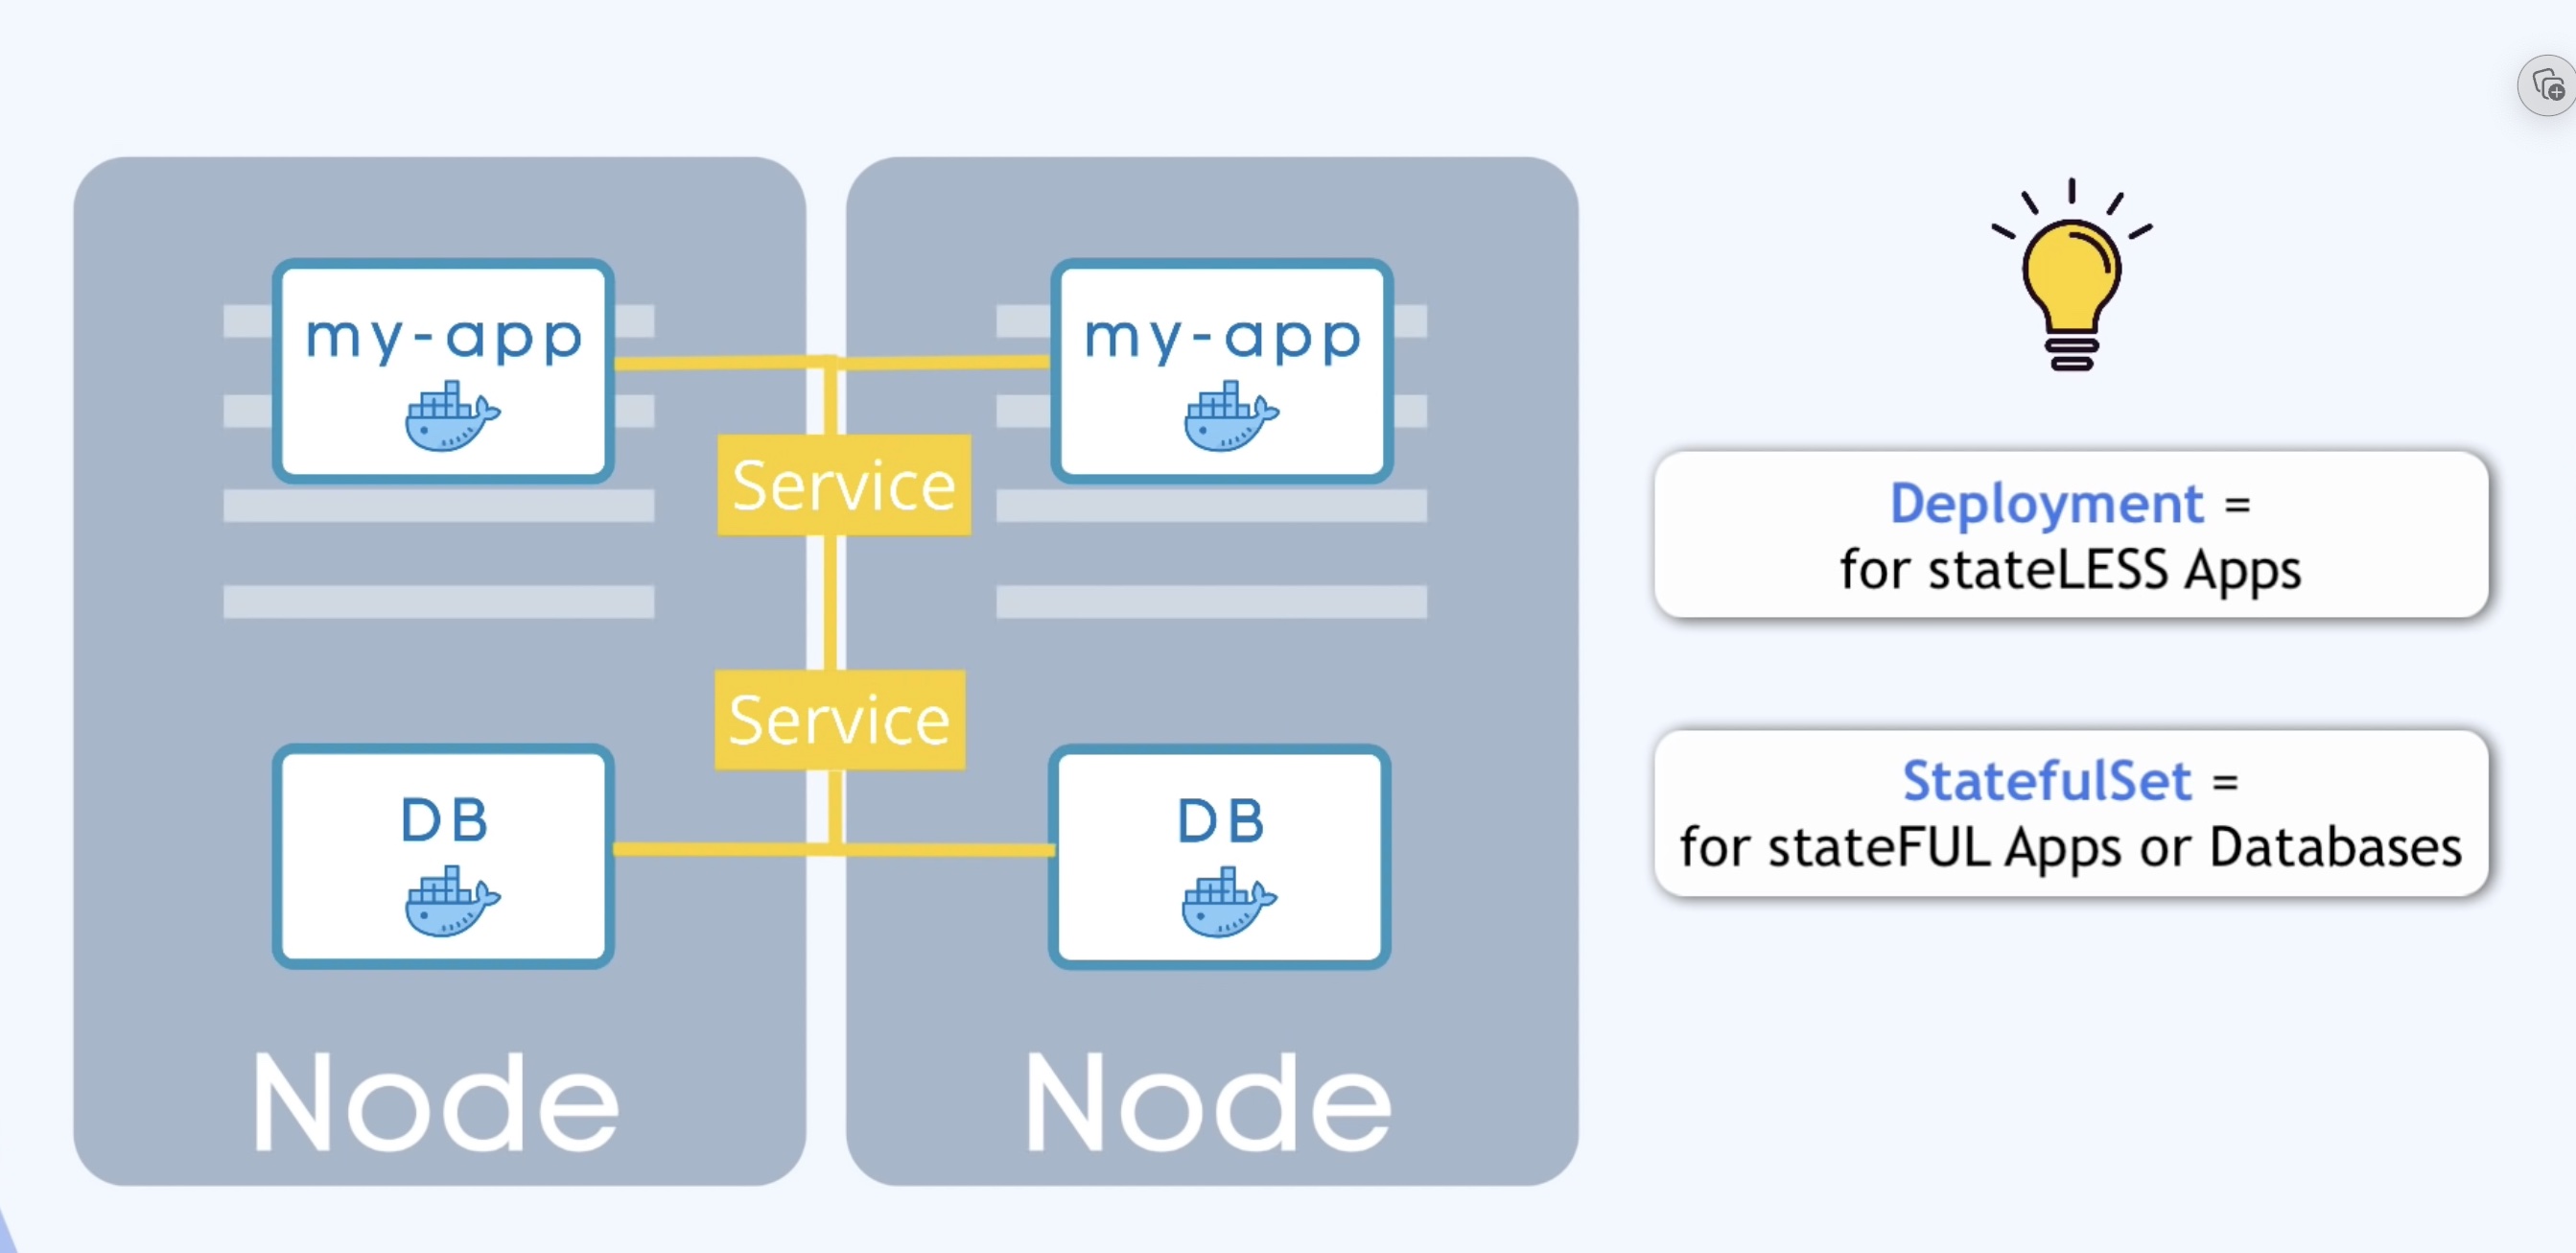 my-app
my-app
Service
Service
DB
DB
Node
Node
Deployment =
for stateLESS Apps
StatefulSet =
for stateFUL Apps or Databases